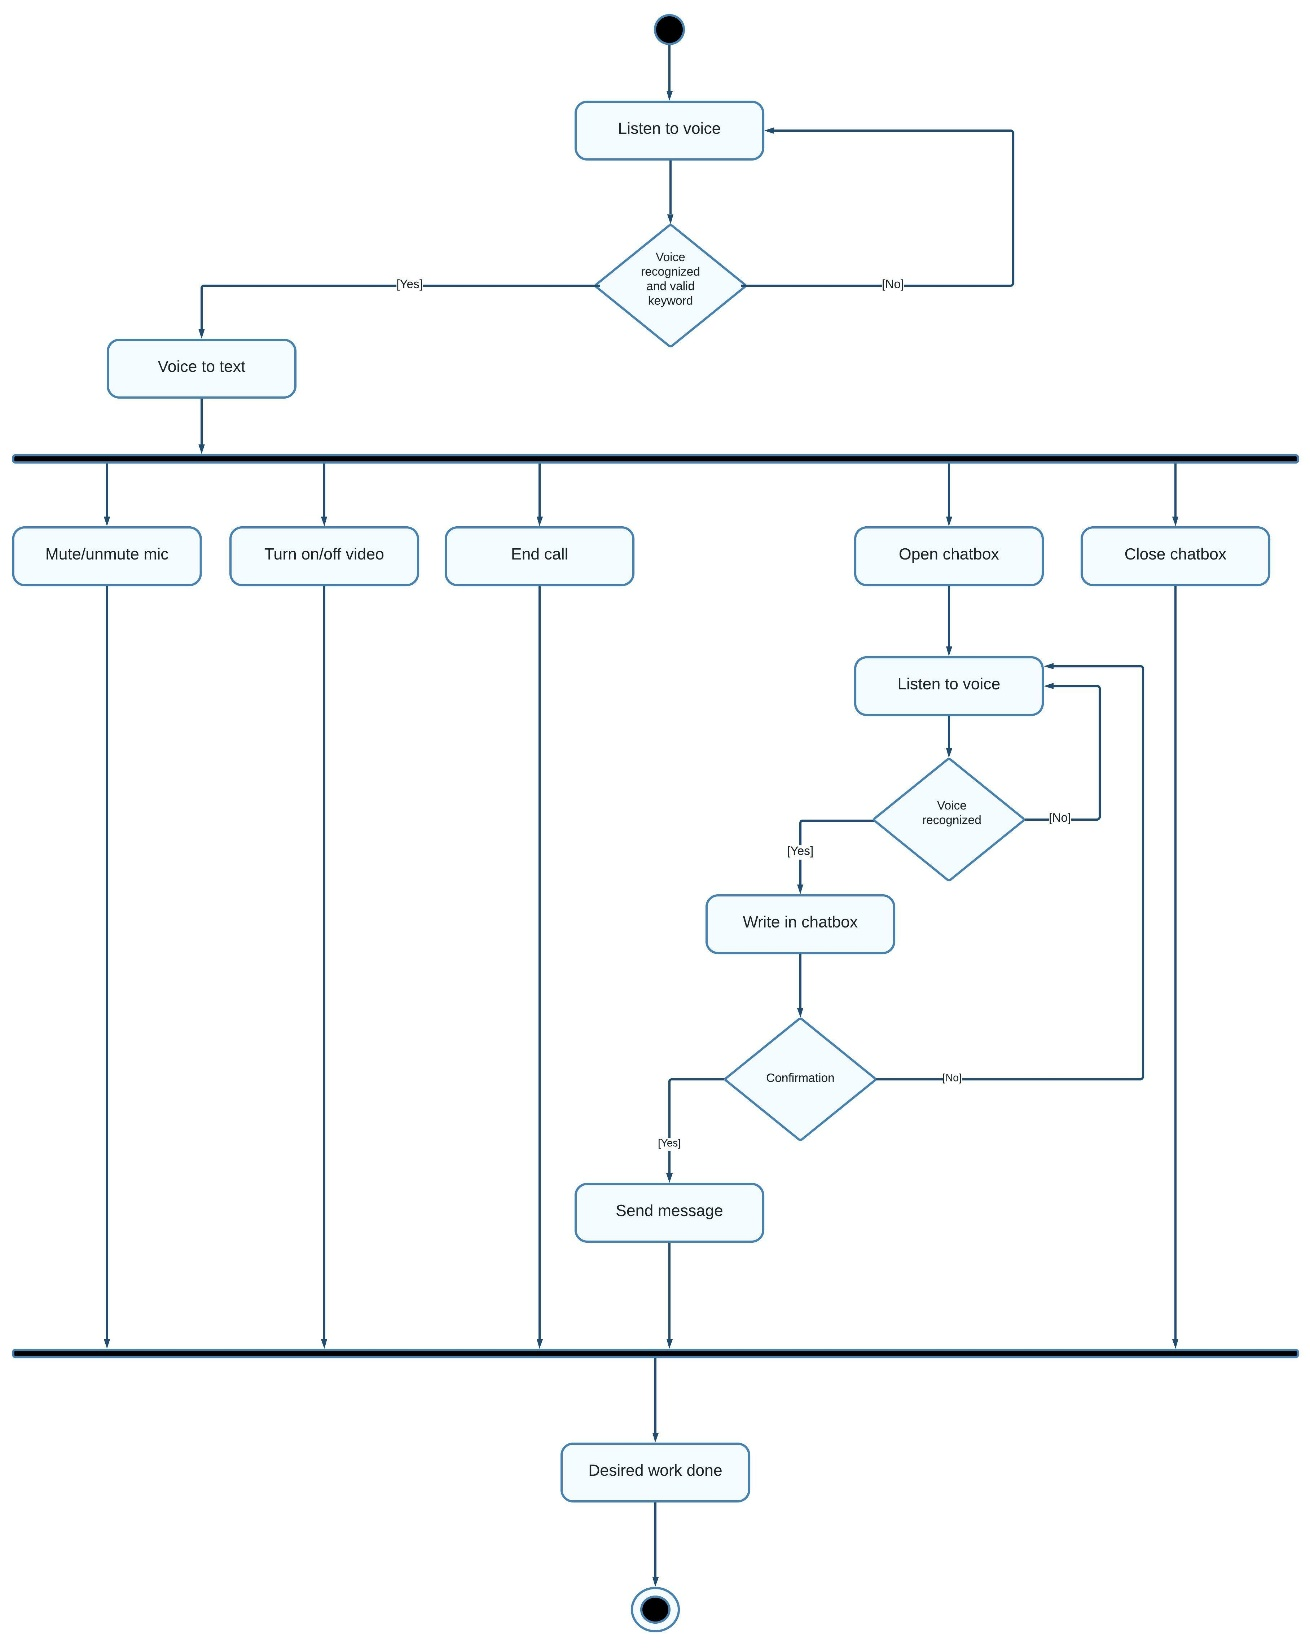 Listen to voice
Voice
recognized
and valid
keyword
[Yes]
[No]
Voice to text
Mute/unmute mic
Turn on/off video
End call
Open chatbox
Close chatbox
Listen to voice
Voice
recognized
[No]
[Yes]
Write in chatbox
Confirmation
[No]
[Yes]
Send message
Desired work done